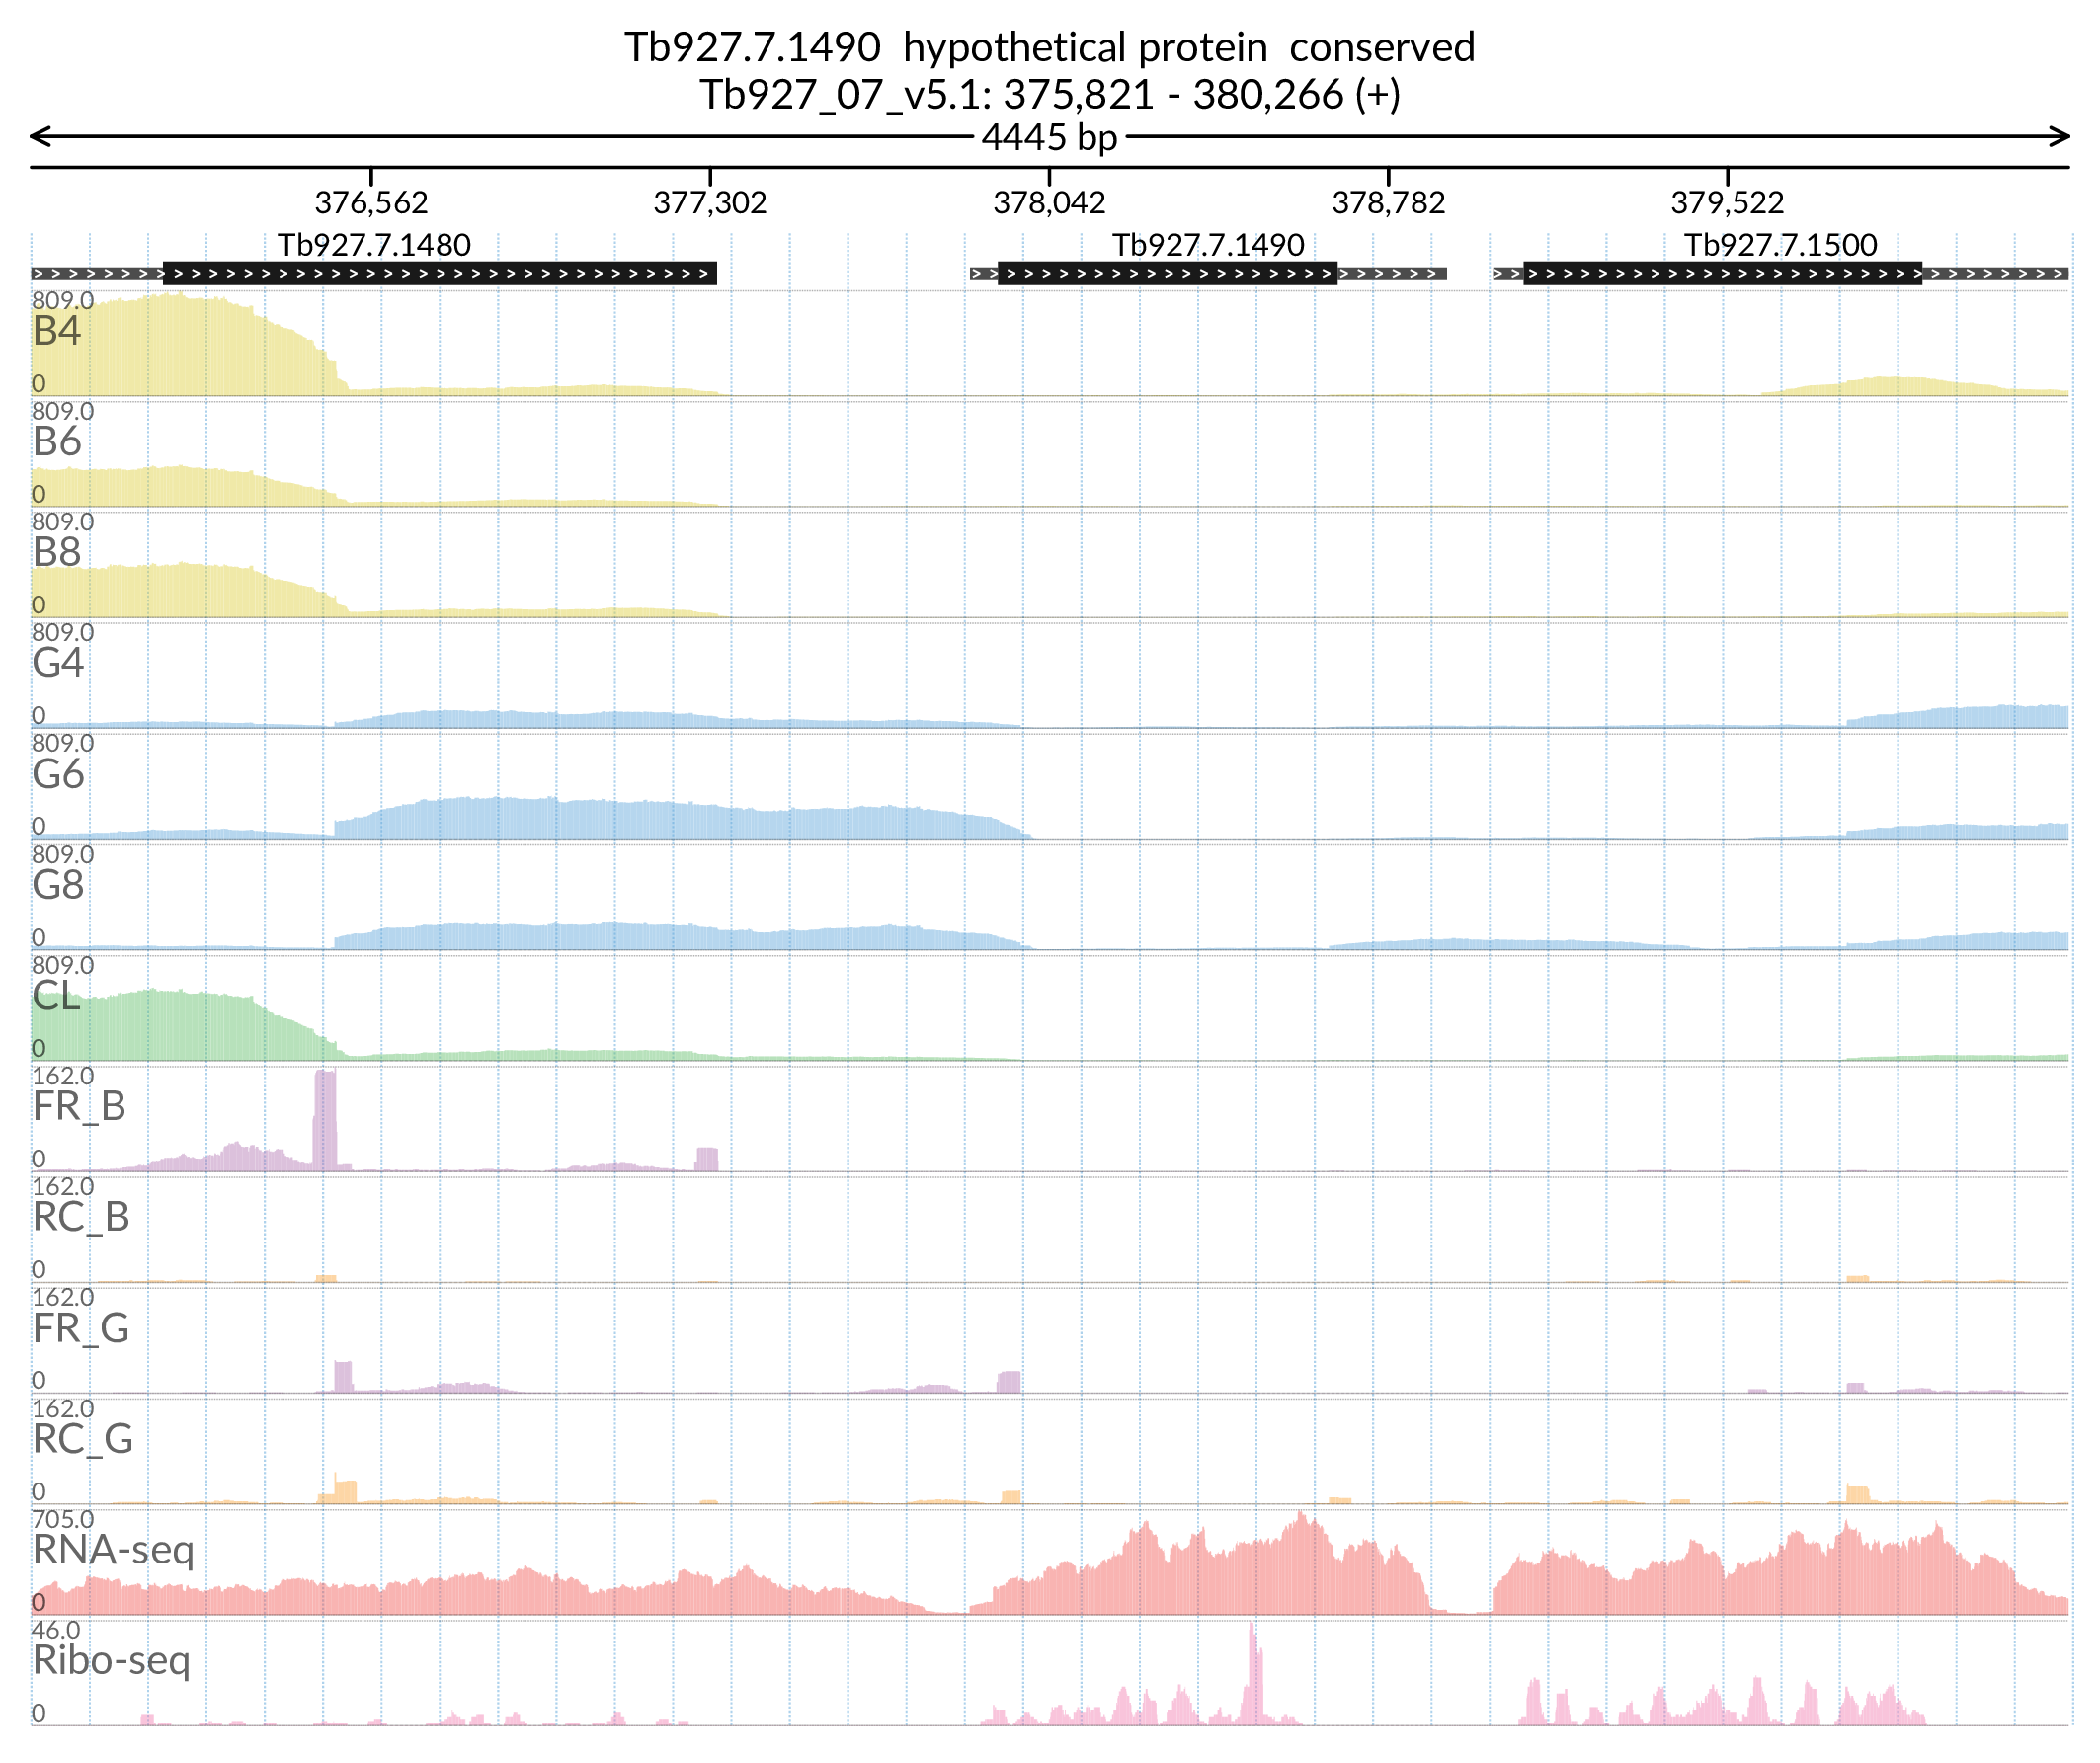 Tb927.7.1490 hypothetical protein conserved
Tb927_07_v5.1: 375,821 - 380,266 (+)
4445 bp
376,562 377,302 378,042 378,782 379,522
Tb927.7.1480 Tb927.7.1490 Tb927.7.1500
809.0
B4
0
809.0
B6
0
809.0
B8
0
809.0
G4
0
809.0
G6
0
809.0
G8
0
809.0
CL
0
162.0
FR_B
0
162.0
RC_B
0
162.0
FR_G
0
162.0
RC_G
0
705.0
RNA-seq
0
46.0
Ribo-seq
0